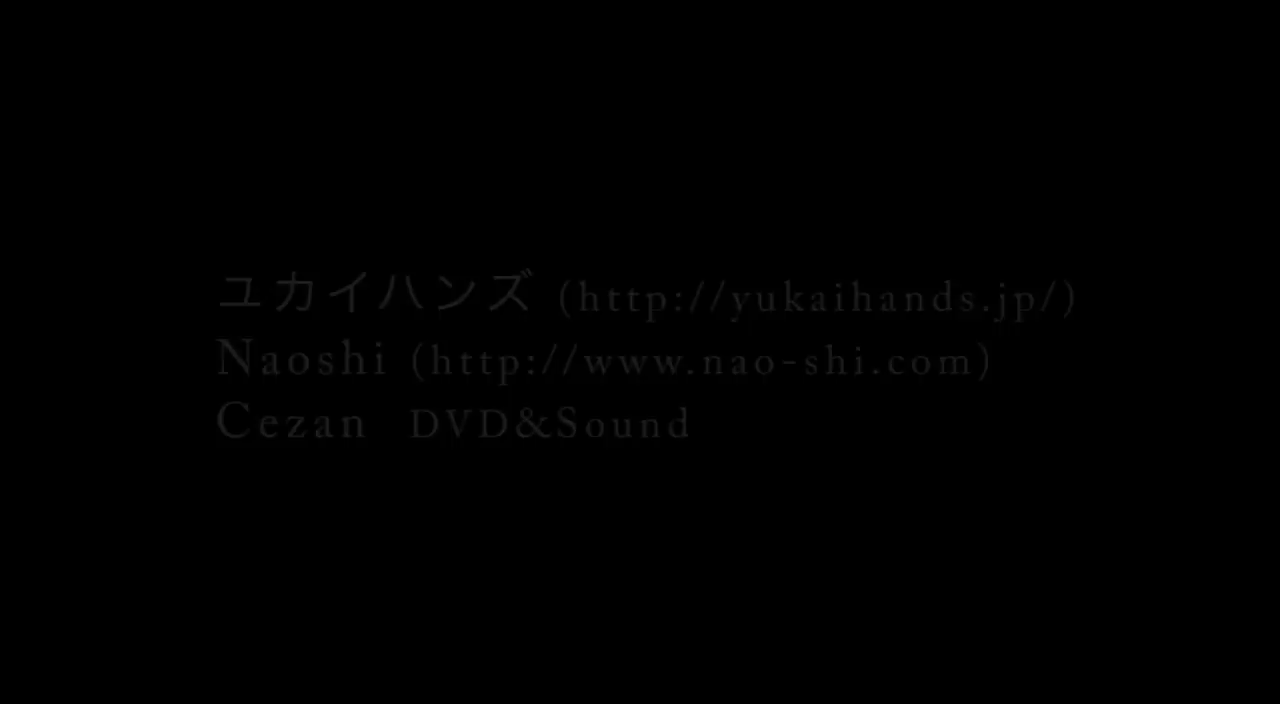 ユカイハンズ (http://yukaihands.jp/)
Naoshi (http://www.nao-shi.com)
Cezan DVD&Sound